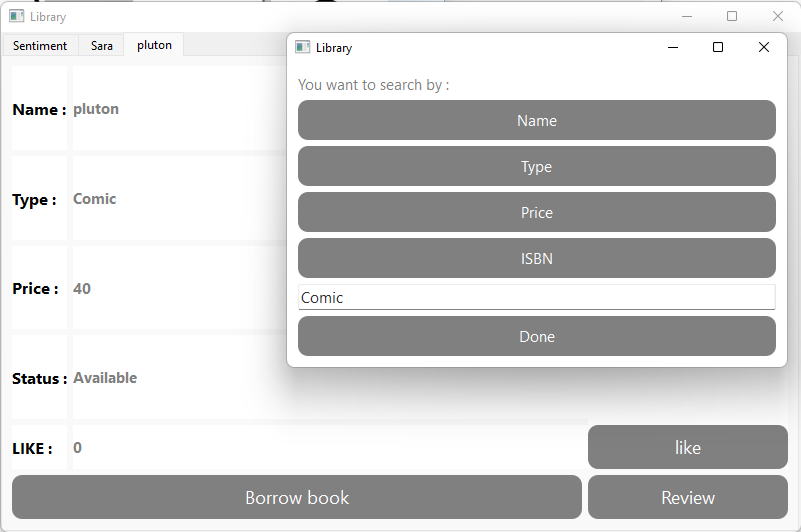 Library
Sentiment Sara pluton
Name : pluton
Type : Comic
Price : 40
Status : Available
LIKE : 0 like
Borrow book Review
Library
You want to search by :
Name
Type
Price
ISBN
Comic
Done